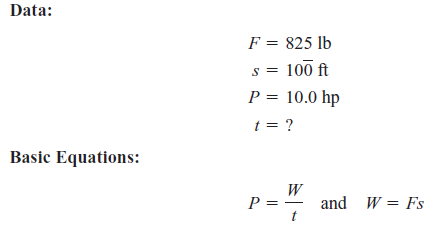 Data:
F = 825 lb
s = 100̅ ft
P = 10.0 hp
t = ?
Basic Equations:
P = W/t and W = Fs